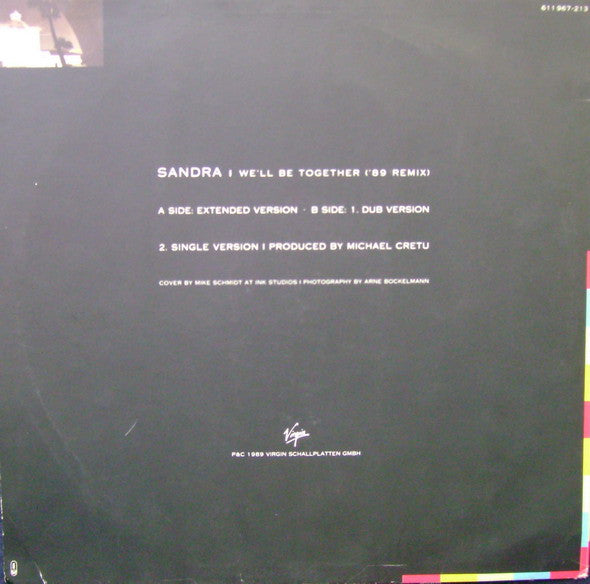 611 967-213
SANDRA I WE'LL BE TOGETHER ('89 REMIX)
A SIDE: EXTENDED VERSION · B SIDE: 1. DUB VERSION
2. SINGLE VERSION I PRODUCED BY MICHAEL CRETU
COVER BY MIKE SCHMIDT AT INK STUDIOS I PHOTOGRAPHY BY ARNE BOCKELMANN
Virgin
P&C 1989 VIRGIN SCHALLPLATTEN GMBH